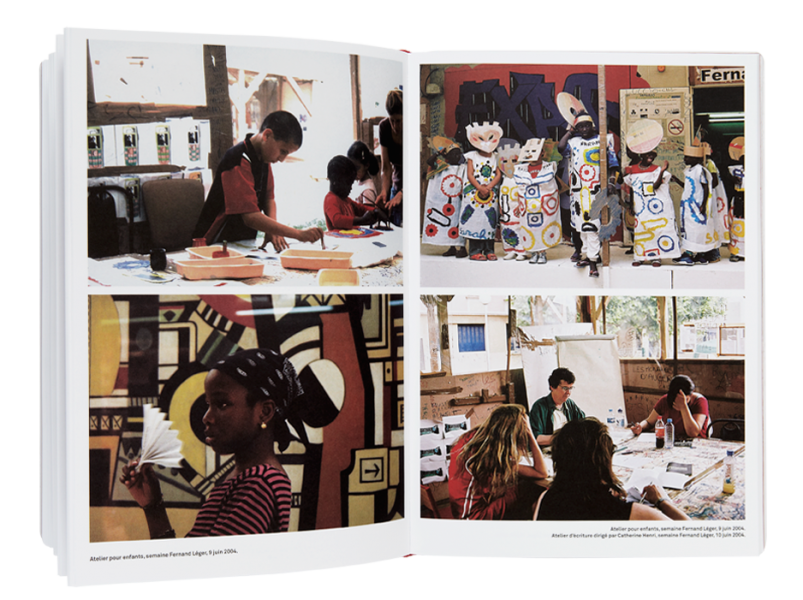 Atelier pour enfants, semaine Fernand Léger, 9 juin 2004.
Ferna
Atelier pour enfants, semaine Fernand Léger, 9 juin 2004.
Atelier d'écriture dirigé par Catherine Henri, semaine Fernand Léger, 10 juin 2004.